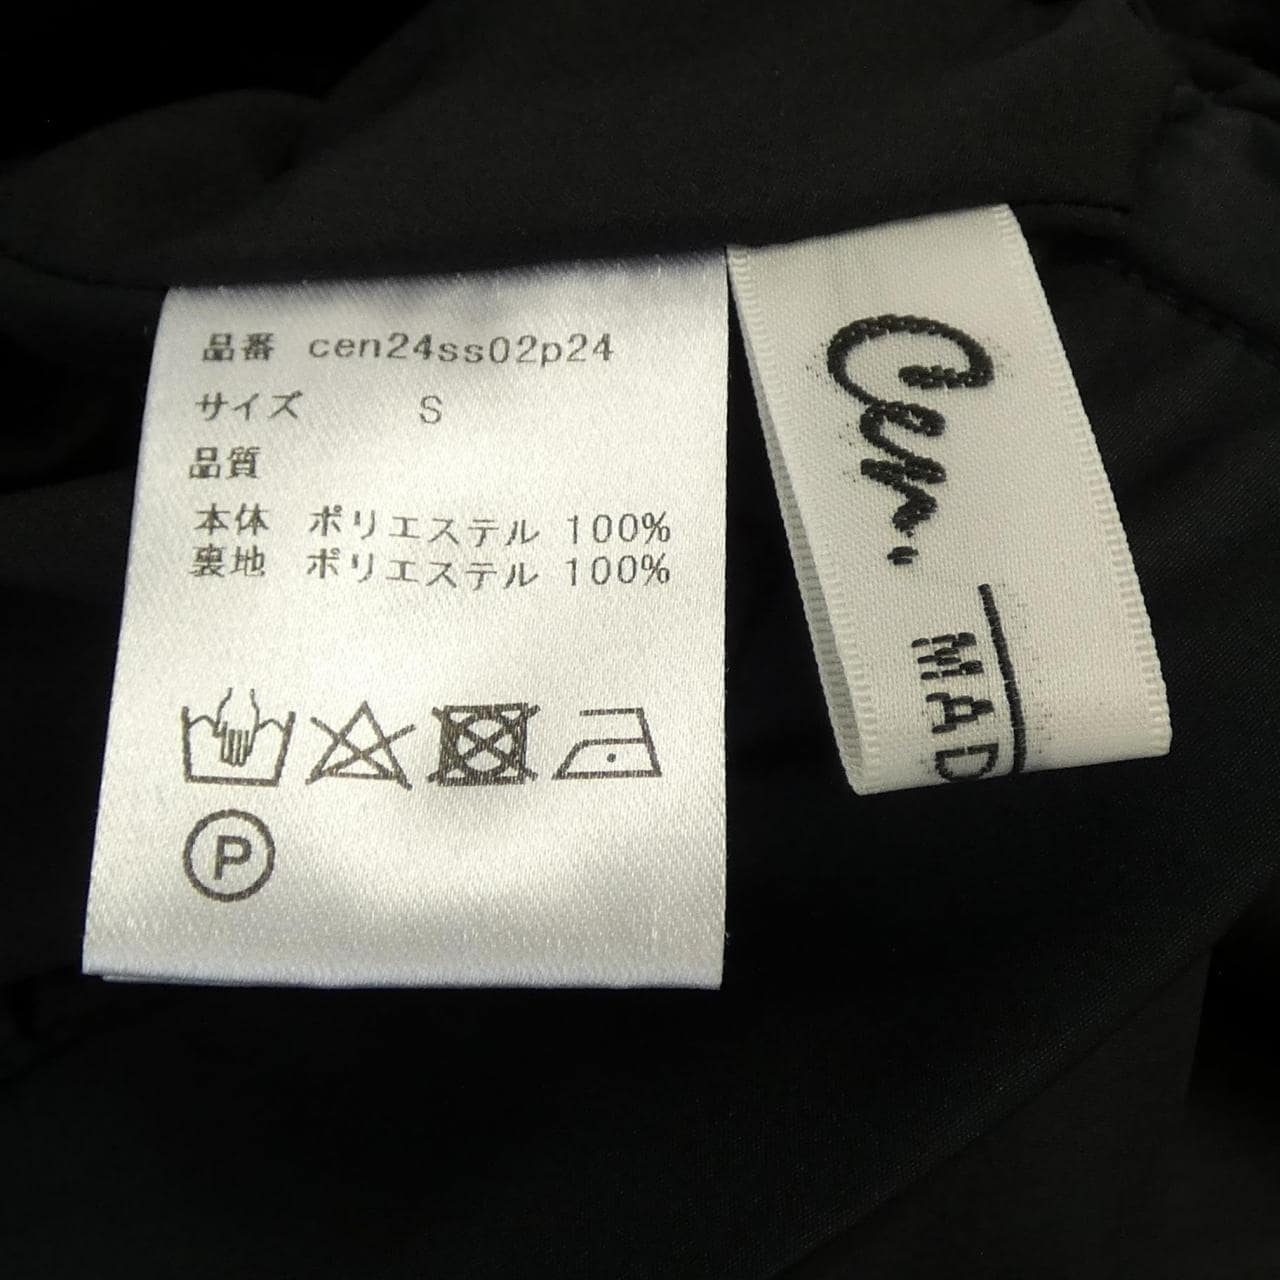 品番 cen24ss02p24
サイズ S
品質
本体 ポリエステル 100%
裏地 ポリエステル 100%
P
Cen.
MAD